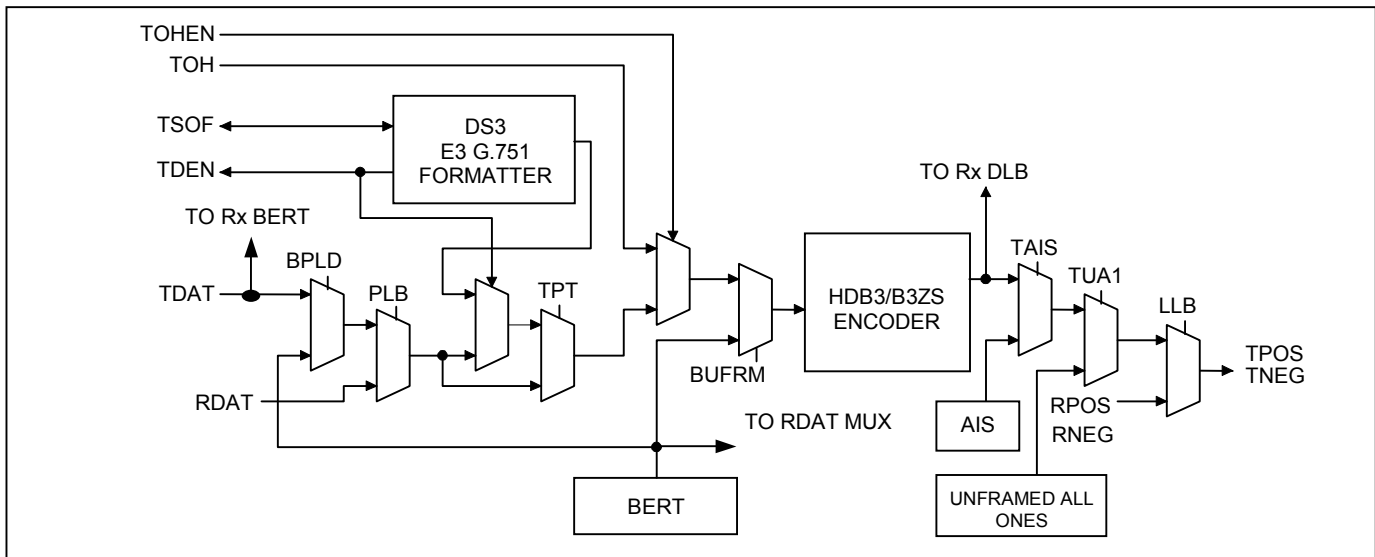 TOHEN
TOH
TSOF
TDEN
DS3
E3 G.751
FORMATTER
TO Rx BERT
TDAT
BPLD
PLB
RDAT
TPT
BUFRM
HDB3/B3ZS
ENCODER
TO Rx DLB
TAIS
TUA1
LLB
TPOS
TNEG
RPOS
RNEG
AIS
TO RDAT MUX
BERT
UNFRAMED ALL
ONES